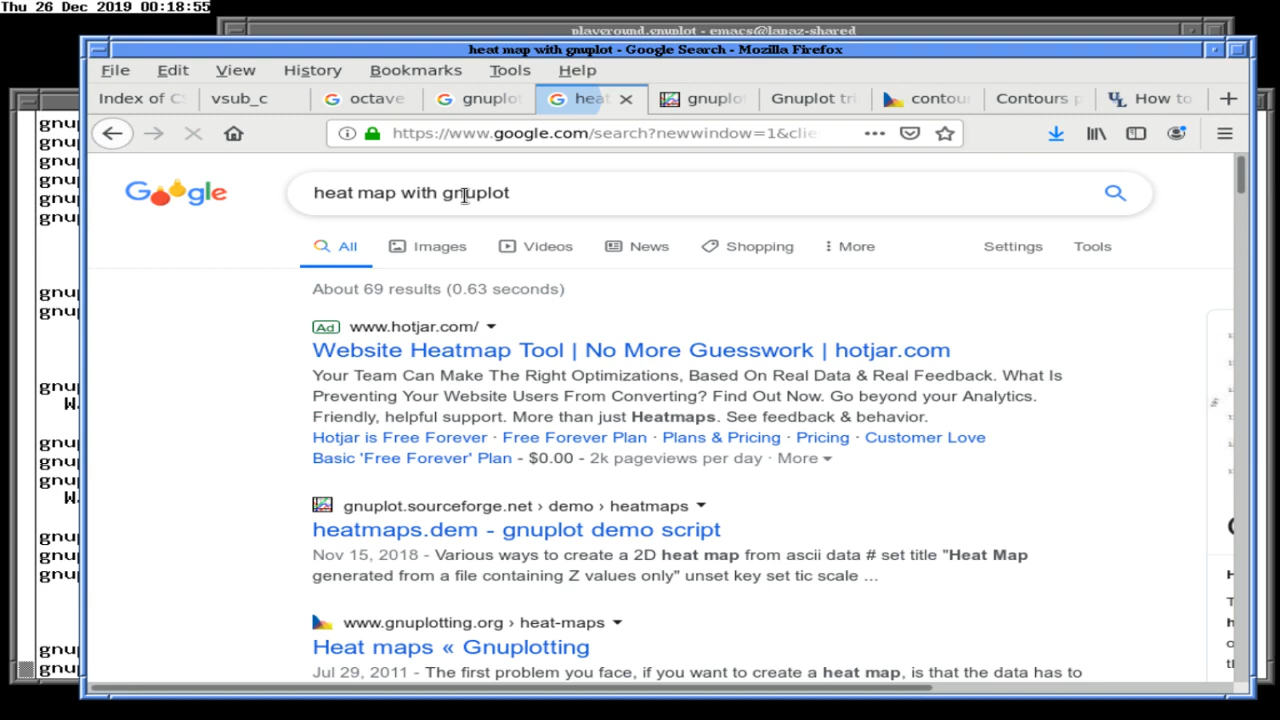 Thu 26 Dec 2019 00:18:55
playground.gnuplot - emacs@lapaz-shared
heat map with gnuplot - Google Search - Mozilla Firefox
File Edit View History Bookmarks Tools Help
Index of C vsub_c octave gnuplo heat gnuplo Gnuplot tri contou Contours How to
https://www.google.com/search?newwindow=1&clie
Google
heat map with gnuplot
All Images Videos News Shopping More Settings Tools
About 69 results (0.63 seconds)
Ad www.hotjar.com/
Website Heatmap Tool | No More Guesswork | hotjar.com
Your Team Can Make The Right Optimizations, Based On Real Data & Real Feedback. What Is
Preventing Your Website Users From Converting? Find Out Now. Go beyond your Analytics.
Friendly, helpful support. More than just Heatmaps. See feedback & behavior.
Hotjar is Free Forever · Free Forever Plan · Plans & Pricing · Pricing · Customer Love
Basic 'Free Forever' Plan - $0.00 - 2k pageviews per day · More
gnuplot.sourceforge.net › demo › heatmaps
heatmaps.dem - gnuplot demo script
Nov 15, 2018 - Various ways to create a 2D heat map from ascii data # set title "Heat Map
generated from a file containing Z values only" unset key set tic scale ...
www.gnuplotting.org › heat-maps
Heat maps « Gnuplotting
Jul 29, 2011 - The first problem you face, if you want to create a heat map, is that the data has to